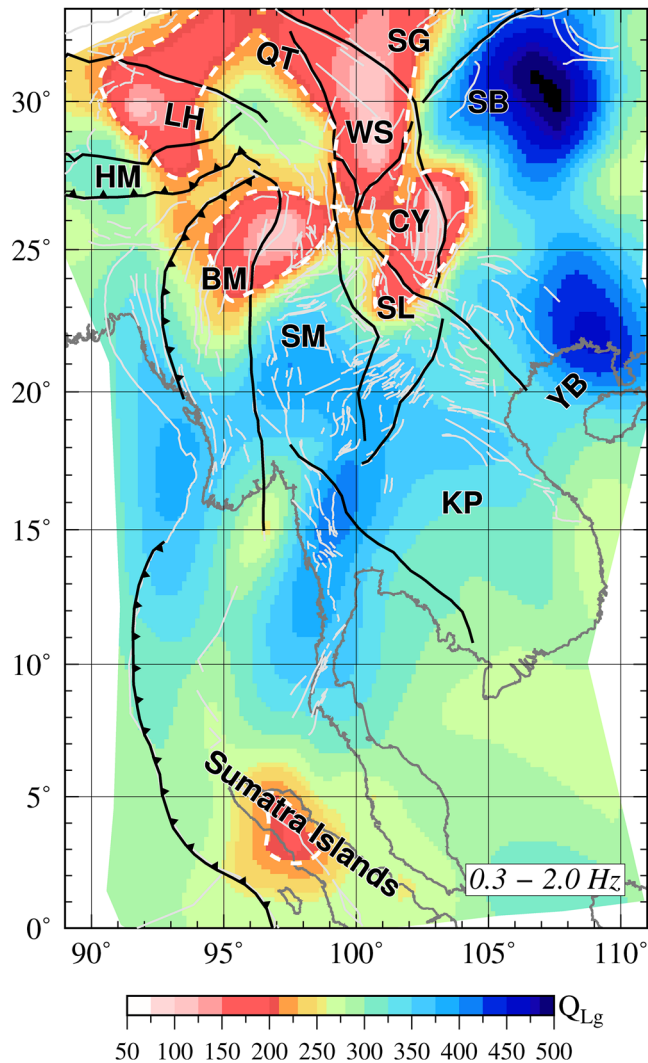 SG
QT
30°
SB
LH
WS
HM
CY
25°
BM
SL
SM
20°
YB
KP
15°
10°
5°
Sumatra Islands
0.3 – 2.0 Hz
0°
90° 95° 100° 105° 110°
Q_Lg
50 100 150 200 250 300 350 400 450 500